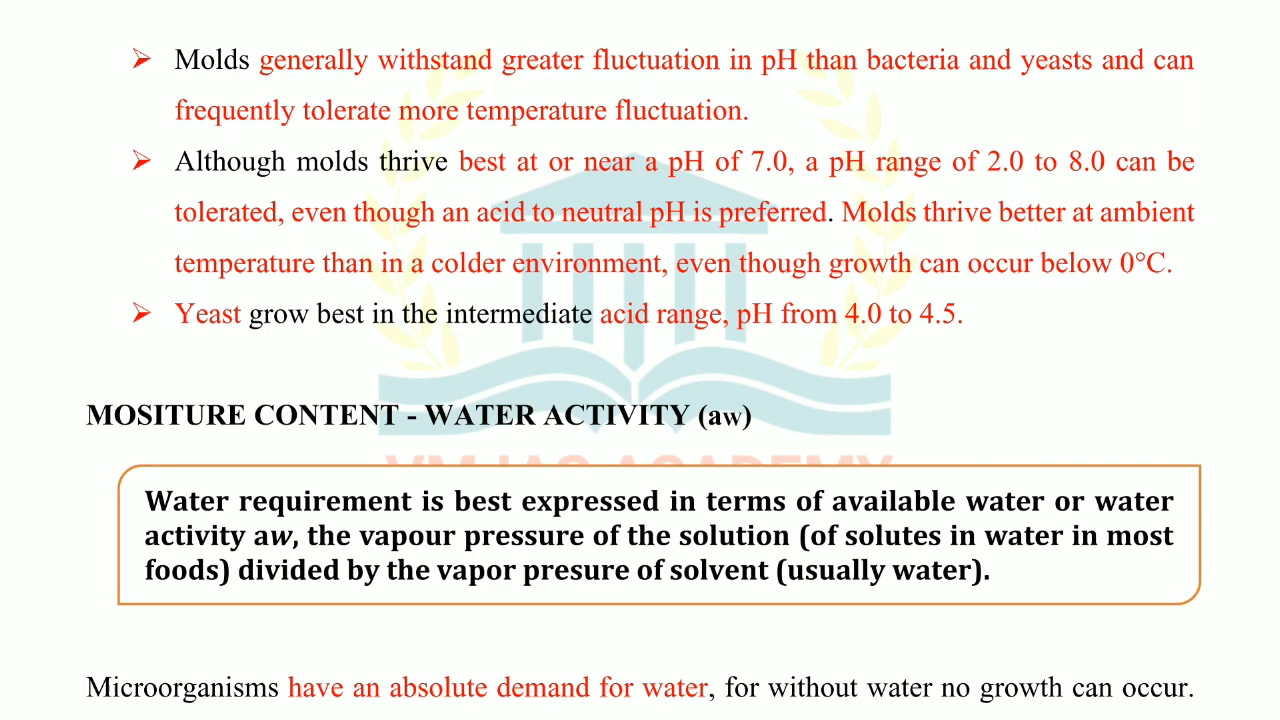 ➢ Molds generally withstand greater fluctuation in pH than bacteria and yeasts and can
frequently tolerate more temperature fluctuation.
➢ Although molds thrive best at or near a pH of 7.0, a pH range of 2.0 to 8.0 can be
tolerated, even though an acid to neutral pH is preferred. Molds thrive better at ambient
temperature than in a colder environment, even though growth can occur below 0°C.
➢ Yeast grow best in the intermediate acid range, pH from 4.0 to 4.5.
MOSITURE CONTENT - WATER ACTIVITY (aw)
VM IAS ACADEMY
Water requirement is best expressed in terms of available water or water
activity aw, the vapour pressure of the solution (of solutes in water in most
foods) divided by the vapor presure of solvent (usually water).
Microorganisms have an absolute demand for water, for without water no growth can occur.